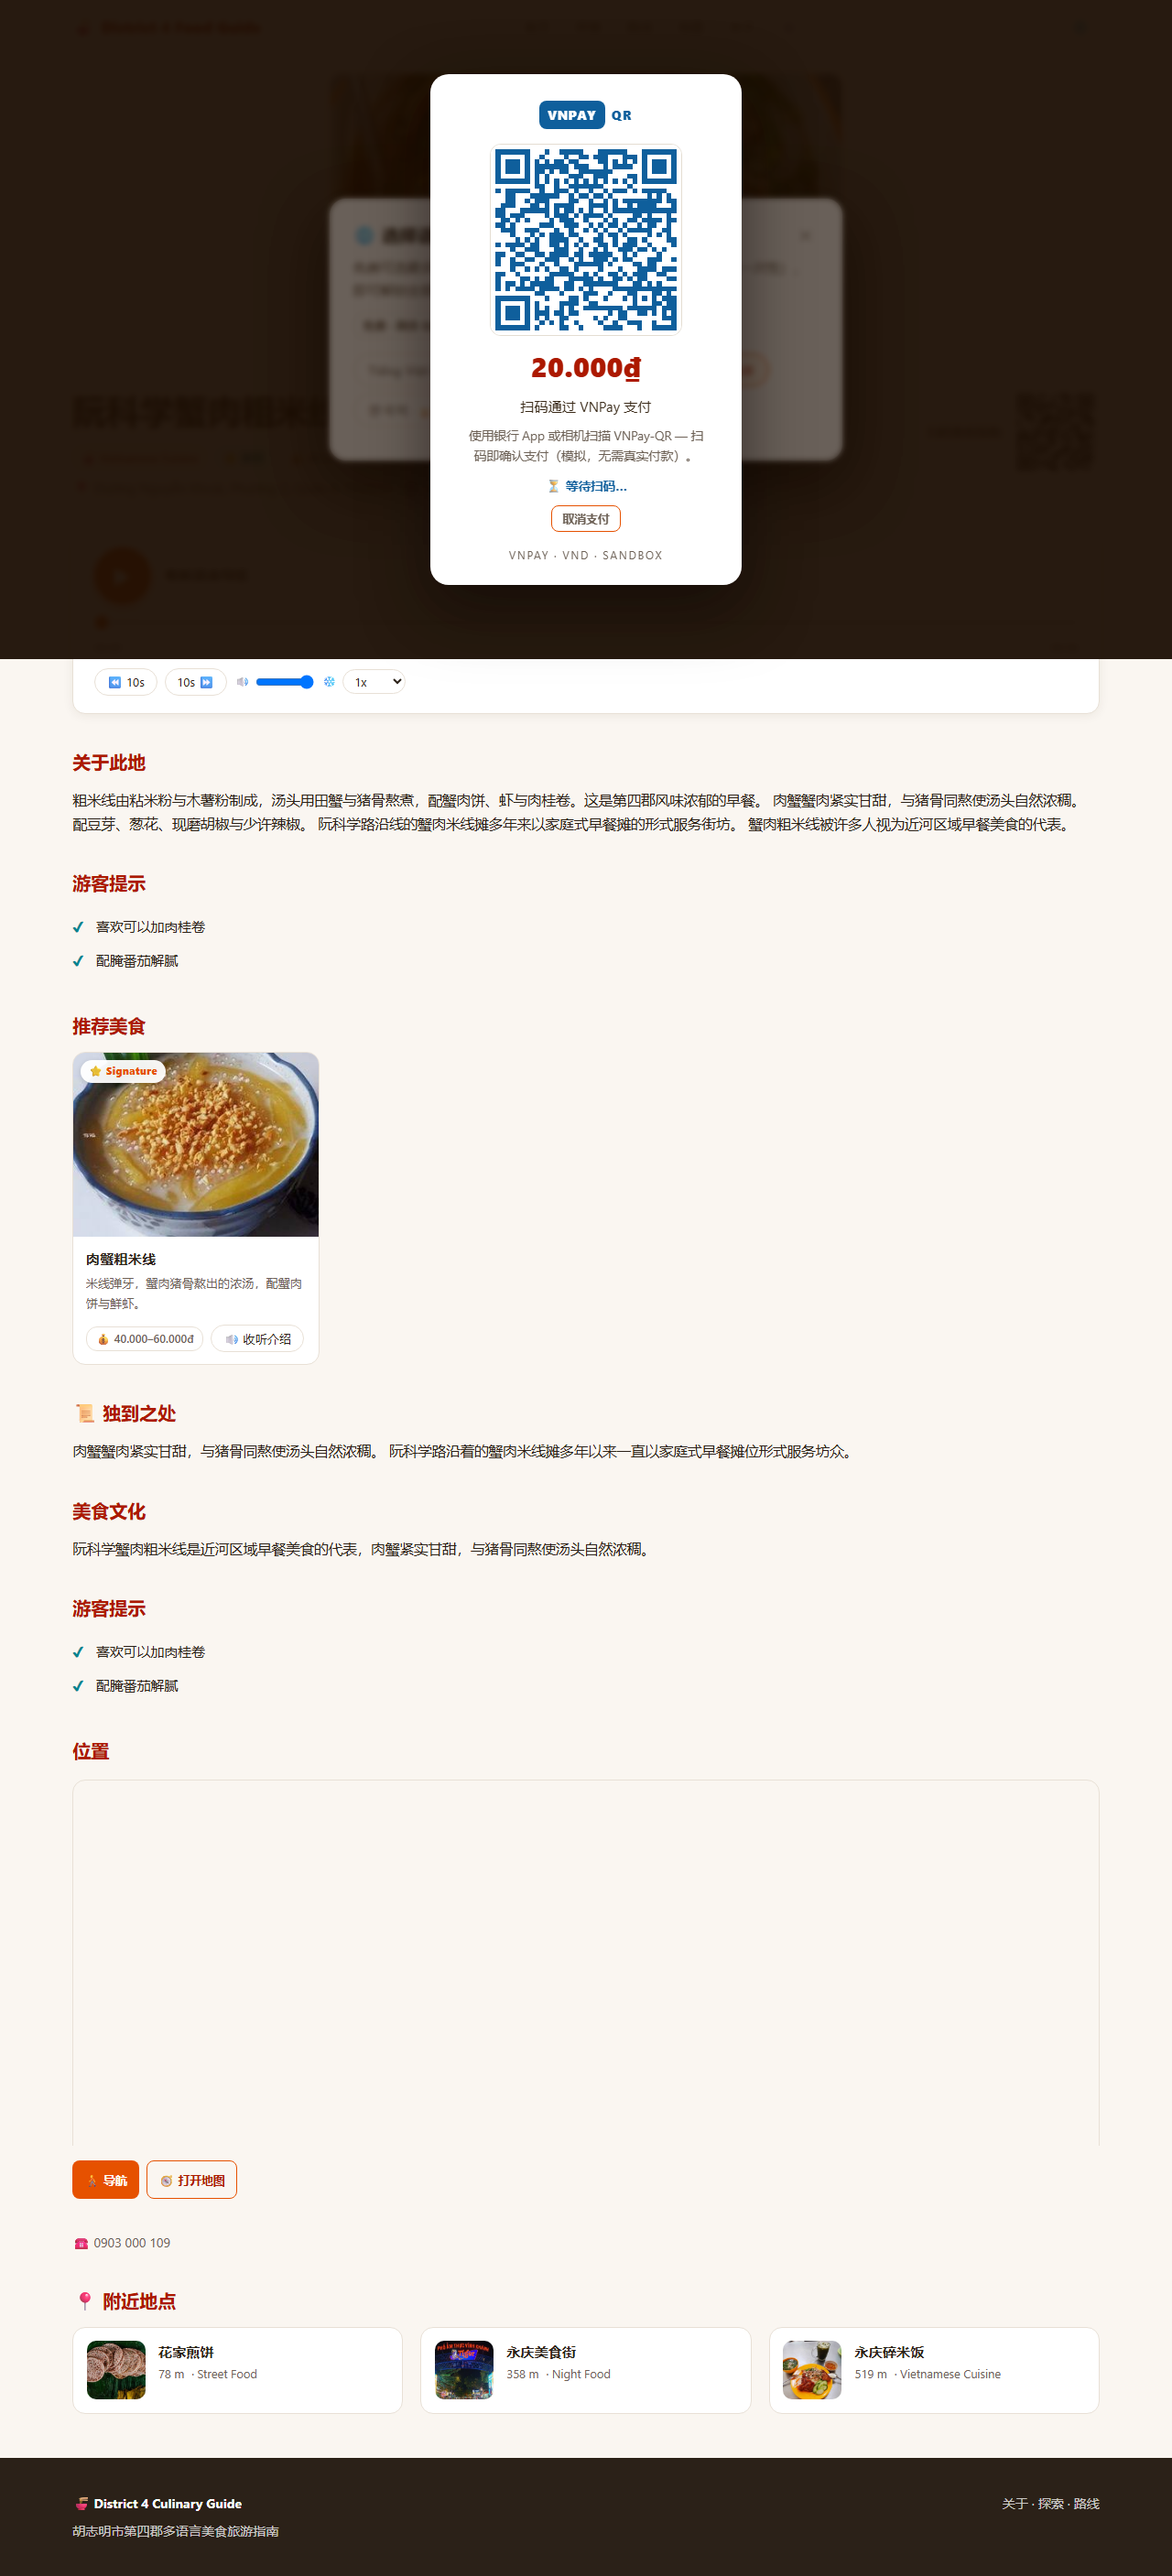 VNPAY QR
20.000₫
扫码通过 VNPay 支付
使用银行 App 或相机扫描 VNPay-QR — 扫
码即确认支付（模拟，无需真实付款）。
⏳ 等待扫码...
取消支付
VNPAY · VND · SANDBOX
⏪ 10s 10s ⏩ 1x
关于此地
粗米线由粘米粉与木薯粉制成，汤头用田蟹与猪骨熬煮，配蟹肉饼、虾与肉桂卷。这是第四郡风味浓郁的早餐。 肉蟹蟹肉紧实甘甜，与猪骨同熬使汤头自然浓稠。
配豆芽、葱花、现磨胡椒与少许辣椒。 阮科学路沿线的蟹肉米线摊多年来以家庭式早餐摊的形式服务街坊。 蟹肉粗米线被许多人视为近河区域早餐美食的代表。
游客提示
✔ 喜欢可以加肉桂卷
✔ 配腌番茄解腻
推荐美食
⭐ Signature
肉蟹粗米线
米线弹牙，蟹肉猪骨熬出的浓汤，配蟹肉
饼与鲜虾。
💰 40.000–60.000đ 🔊 收听介绍
📜 独到之处
肉蟹蟹肉紧实甘甜，与猪骨同熬使汤头自然浓稠。 阮科学路沿着的蟹肉米线摊多年以来一直以家庭式早餐摊位形式服务坊众。
美食文化
阮科学蟹肉粗米线是近河区域早餐美食的代表，肉蟹紧实甘甜，与猪骨同熬使汤头自然浓稠。
游客提示
✔ 喜欢可以加肉桂卷
✔ 配腌番茄解腻
位置
🚶 导航 🧭 打开地图
☎ 0903 000 109
📍 附近地点
花家煎饼
78 m · Street Food
永庆美食街
358 m · Night Food
永庆碎米饭
519 m · Vietnamese Cuisine
🍜 District 4 Culinary Guide
关于 · 探索 · 路线
胡志明市第四郡多语言美食旅游指南